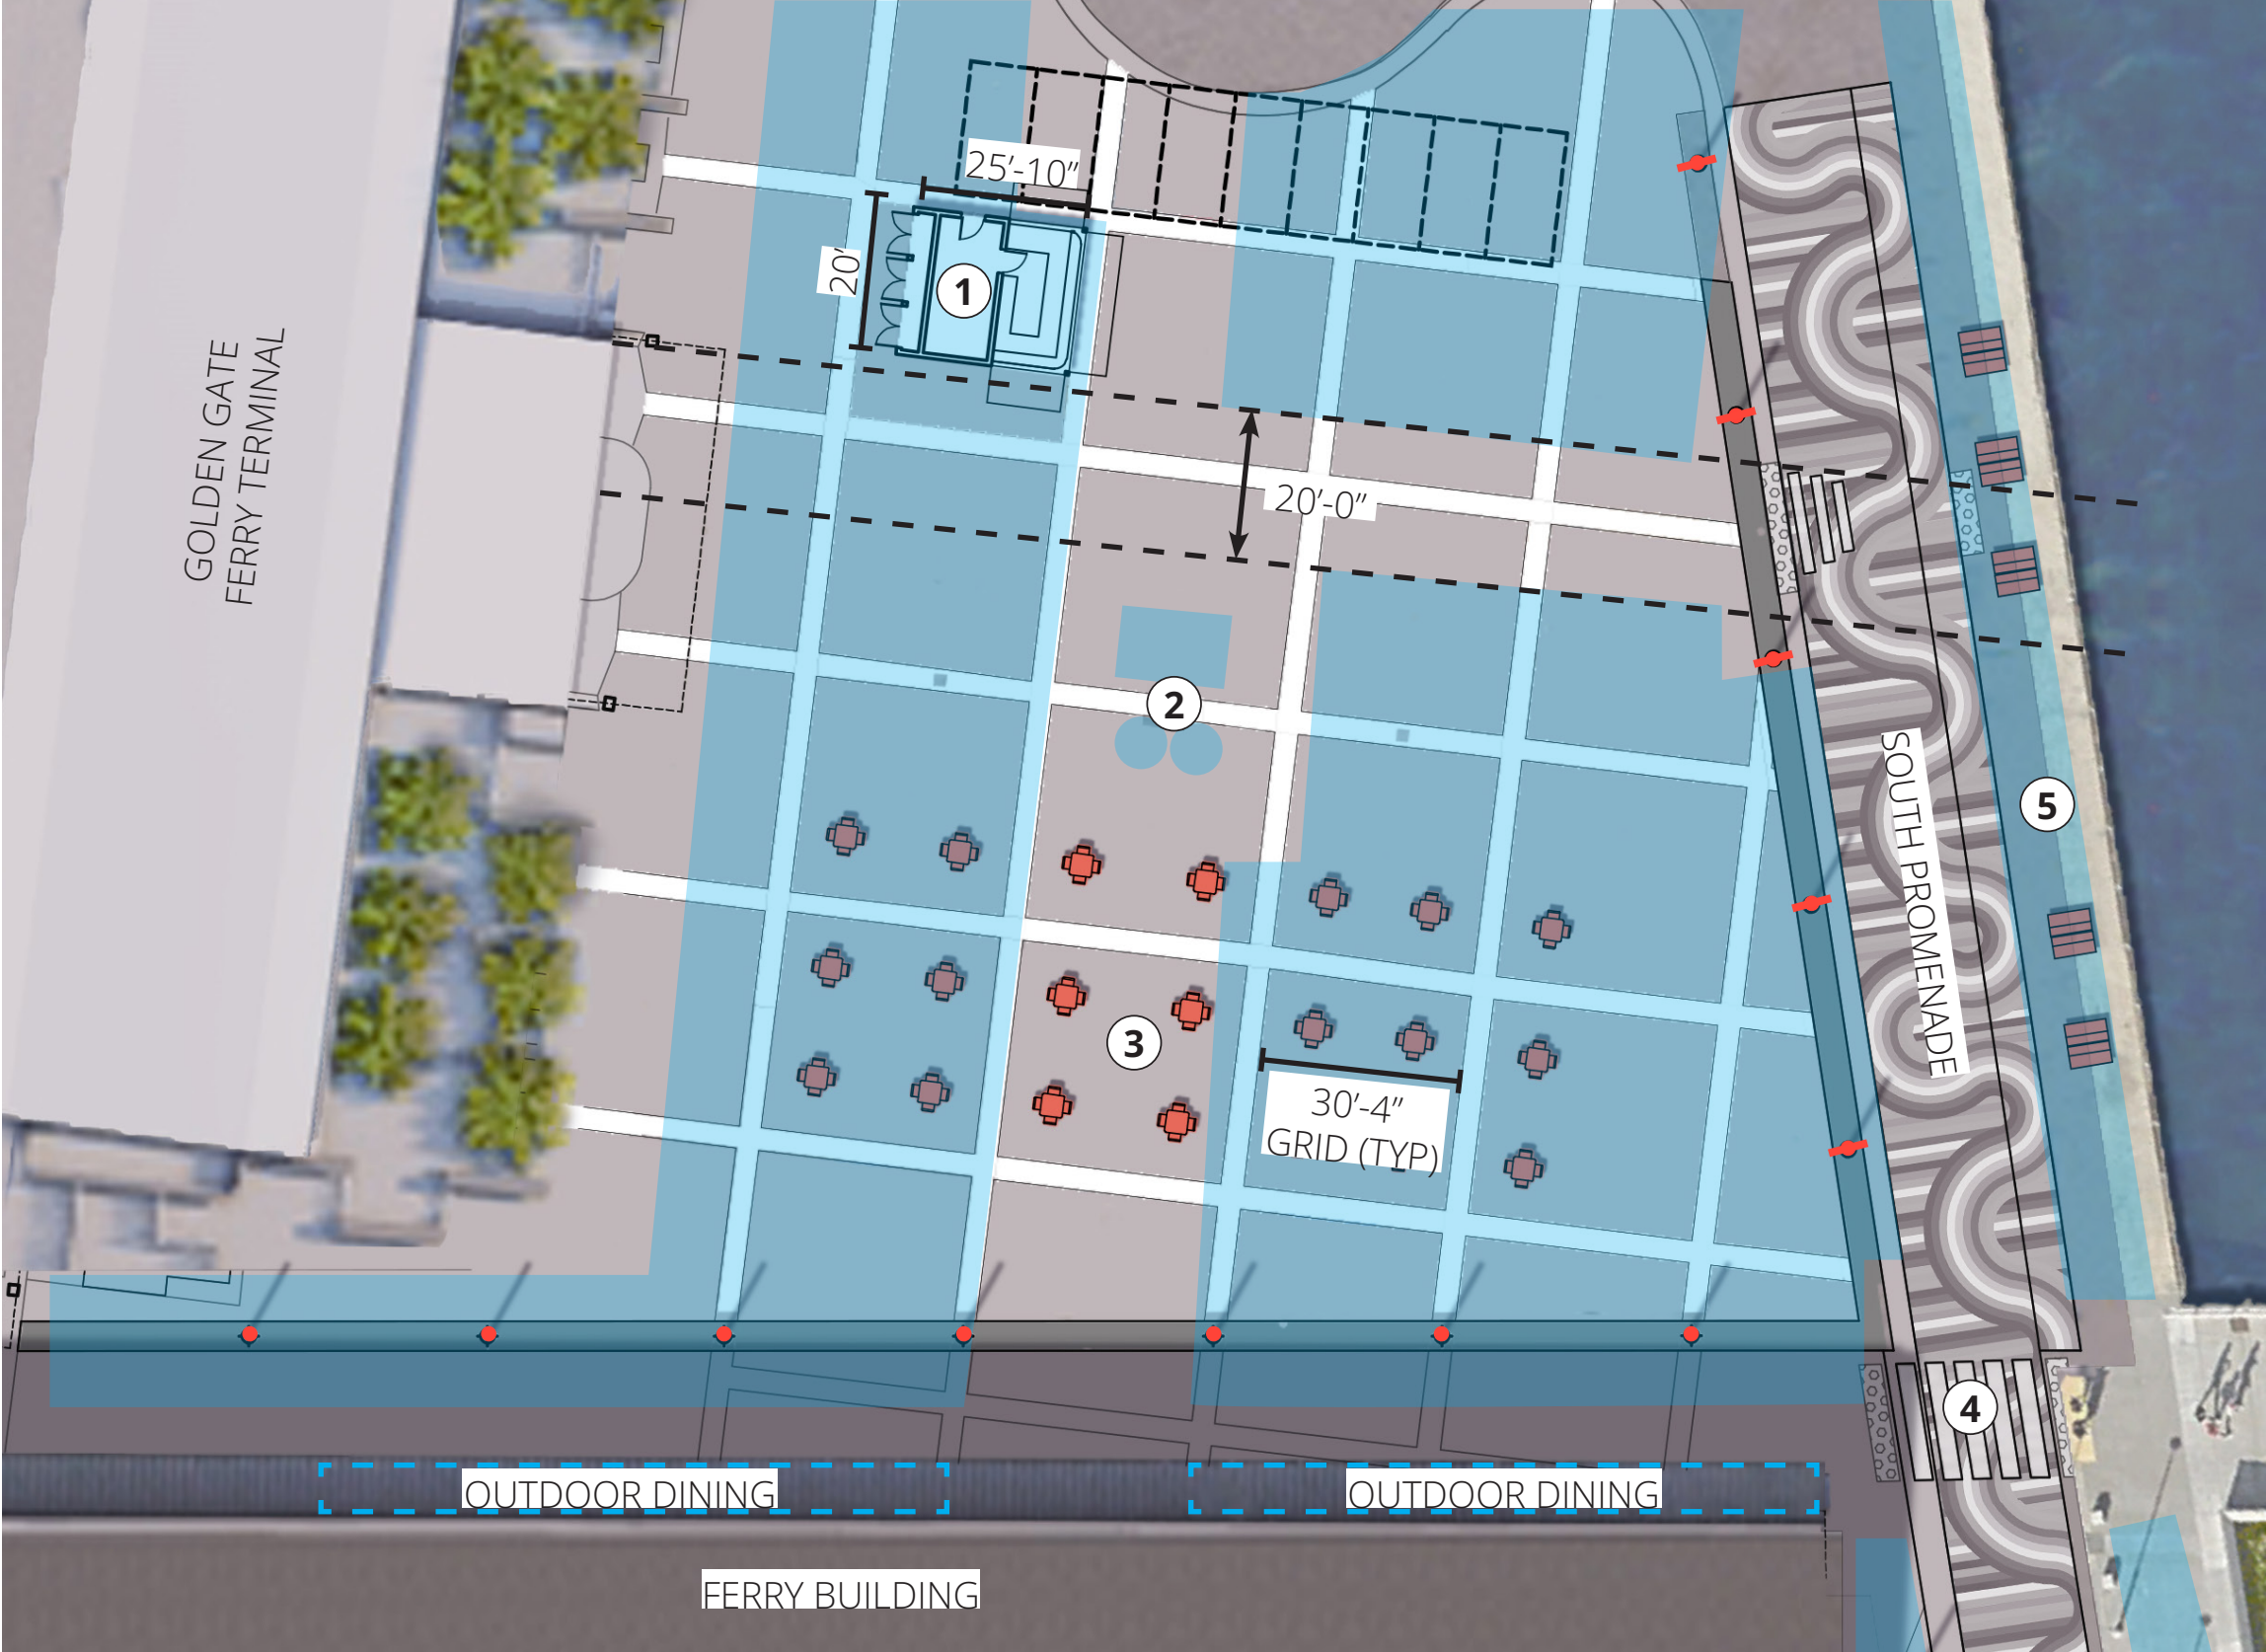 25’-10”
20’
1
GOLDEN GATE
FERRY TERMINAL
20’-0”
2
5
SOUTH PROMENADE
3
30’-4”
GRID (TYP)
4
OUTDOOR DINING
OUTDOOR DINING
FERRY BUILDING